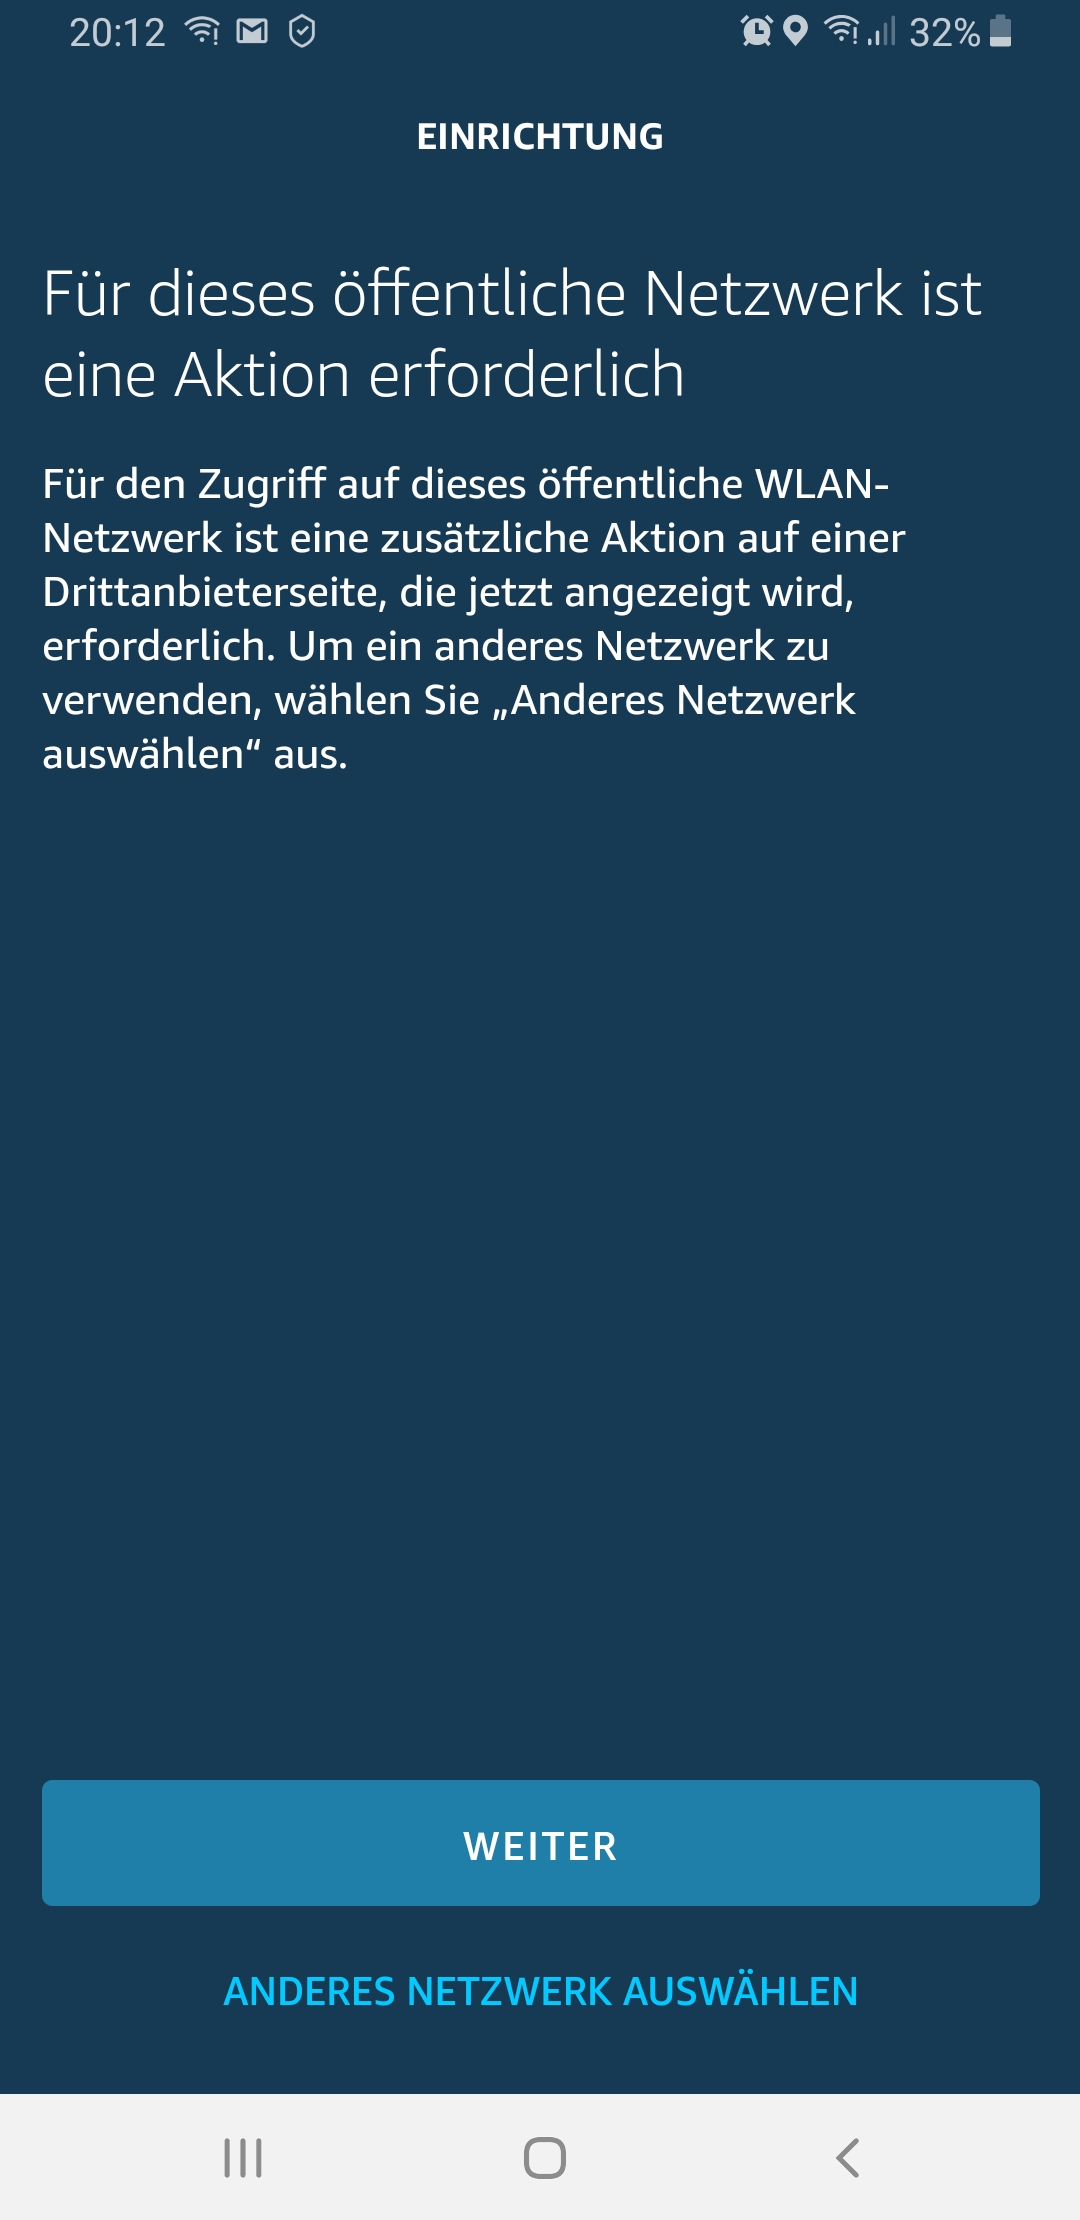 20:12
32%
EINRICHTUNG
Für dieses öffentliche Netzwerk ist
eine Aktion erforderlich
Für den Zugriff auf dieses öffentliche WLAN-
Netzwerk ist eine zusätzliche Aktion auf einer
Drittanbieterseite, die jetzt angezeigt wird,
erforderlich. Um ein anderes Netzwerk zu
verwenden, wählen Sie „Anderes Netzwerk
auswählen“ aus.
WEITER
ANDERES NETZWERK AUSWÄHLEN